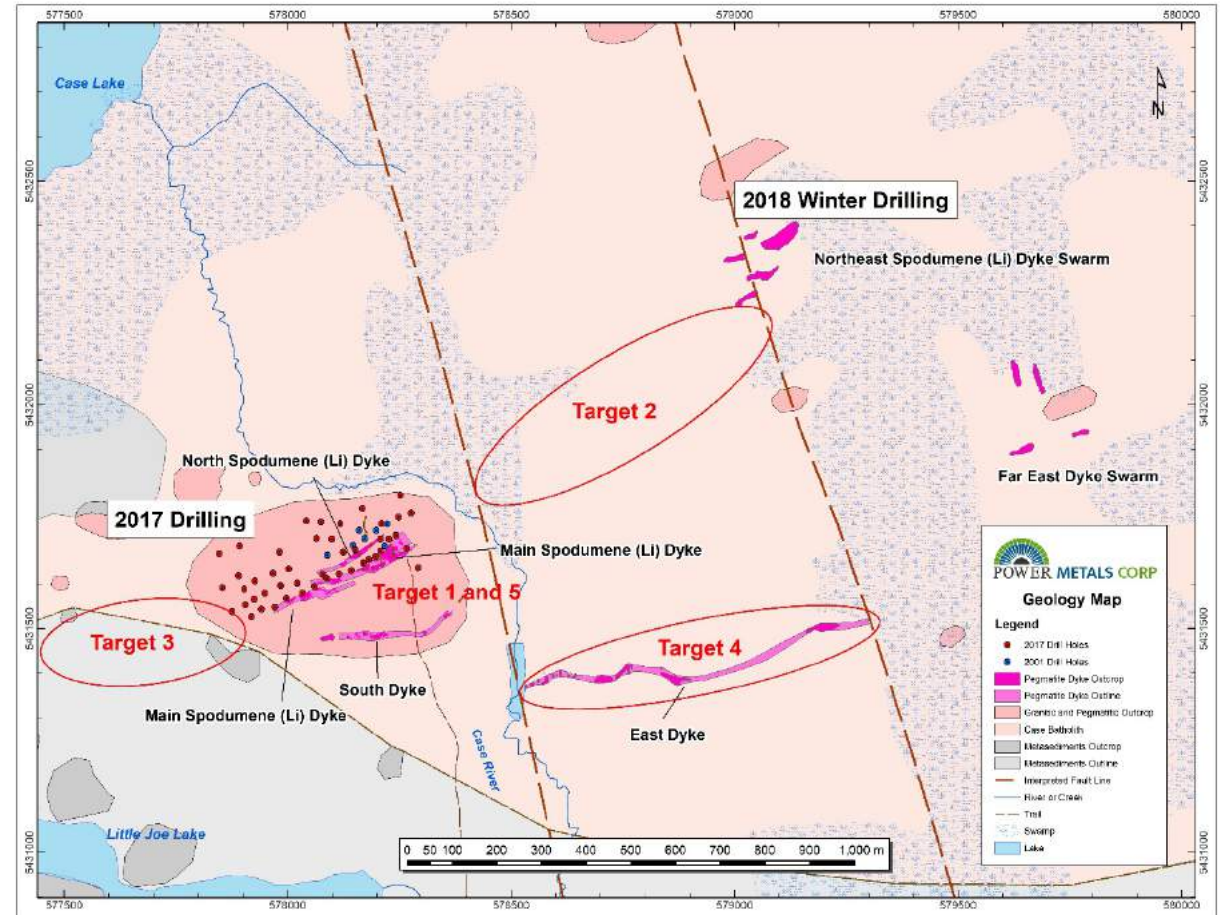 577500 578000 578500 579000 579500 580000
Case Lake
N
5432500
5432500
2018 Winter Drilling
Northeast Spodumene (Li) Dyke Swarm
5432000
5432000
Target 2
North Spodumene (Li) Dyke
Far East Dyke Swarm
2017 Drilling
Main Spodumene (Li) Dyke
Target 1 and 5
5431500
5431500
Target 3
Target 4
South Dyke
Main Spodumene (Li) Dyke
East Dyke
Case River
Little Joe Lake
5431000
5431000
0 50 100 200 300 400 500 600 700 800 900 1,000 m
POWER METALS CORP
Geology Map
Legend
2017 Drill Holes
2001 Drill Holes
Pegmatite Dyke Outcrop
Pegmatite Dyke Outline
Granitic and Pegmatitic Outcrop
Case Batholith
Metasediments Outcrop
Metasediments Outline
Interpreted Fault Line
River or Creek
Trail
Swamp
Lake
577500 578000 578500 579000 579500 580000